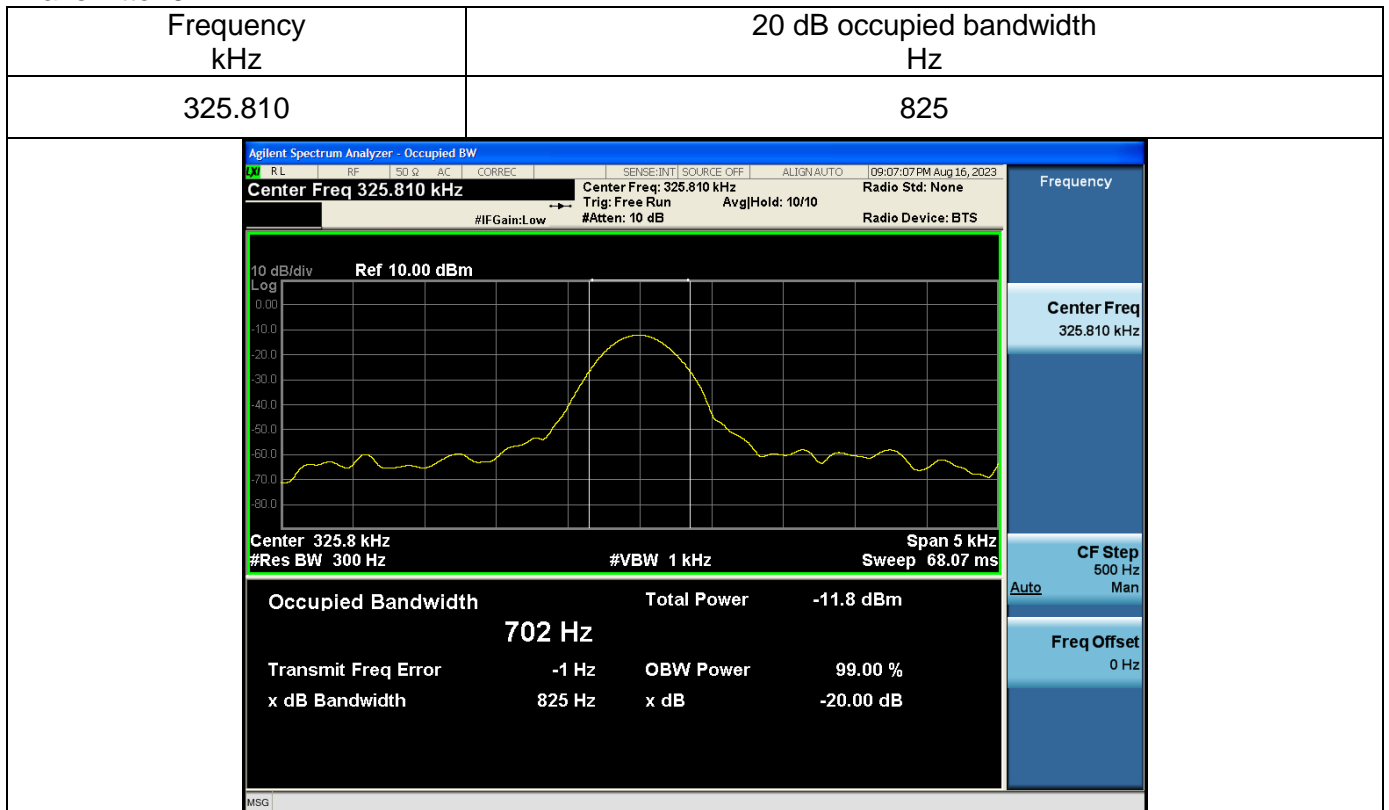 Frequency
kHz
20 dB occupied bandwidth
Hz
325.810
825
Agilent Spectrum Analyzer - Occupied BW
LXI RL RF 50 Ω AC CORREC SENSE:INT SOURCE OFF ALIGN AUTO 09:07:07 PM Aug 16, 2023
Center Freq 325.810 kHz
Center Freq: 325.810 kHz
Radio Std: None
Trig: Free Run Avg|Hold: 10/10
#IFGain:Low #Atten: 10 dB Radio Device: BTS
Frequency
10 dB/div Ref 10.00 dBm
Log
0.00
-10.0
-20.0
-30.0
-40.0
-50.0
-60.0
-70.0
-80.0
Center 325.8 kHz Span 5 kHz
#Res BW 300 Hz #VBW 1 kHz Sweep 68.07 ms
Center Freq
325.810 kHz
CF Step
500 Hz
Auto Man
Freq Offset
0 Hz
Occupied Bandwidth Total Power -11.8 dBm
702 Hz
Transmit Freq Error -1 Hz OBW Power 99.00 %
x dB Bandwidth 825 Hz x dB -20.00 dB
MSG